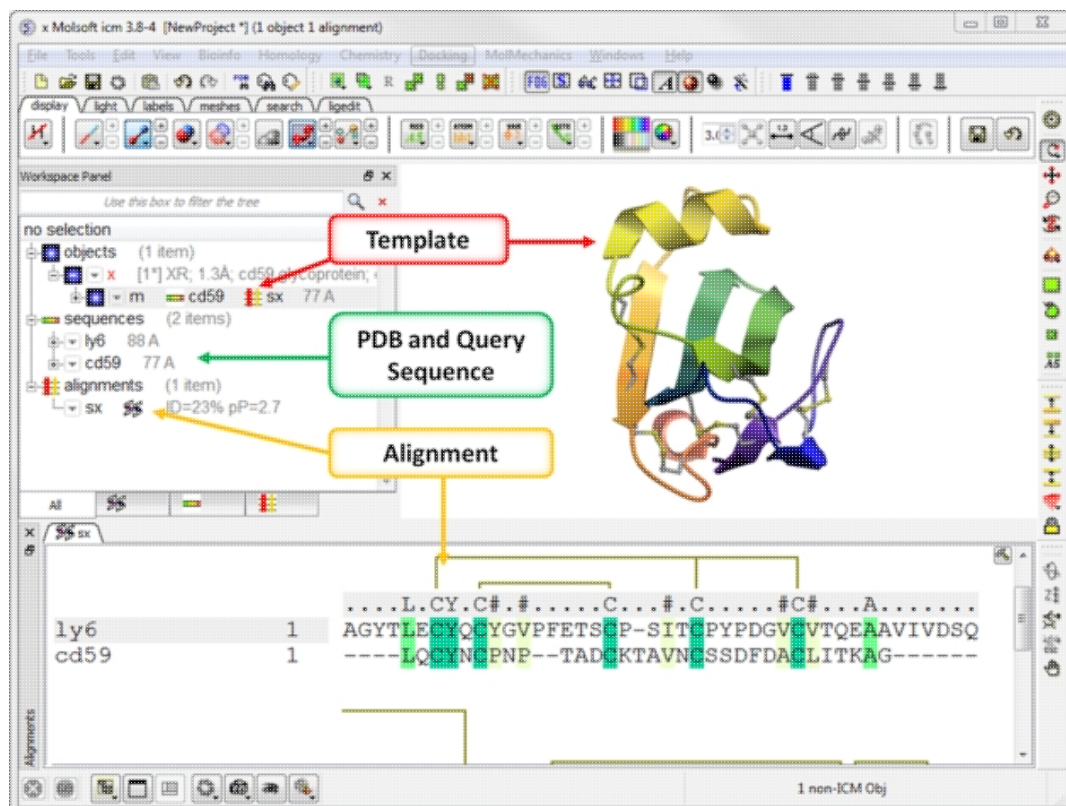 x Molsoft icm 3.8-4 [NewProject *] (1 object 1 alignment)
File Tools Edit View Bioinfo Homology Chemistry Docking MolMechanics Windows Help
display light labels meshes search ligedit
Workspace Panel
Use this box to filter the tree
no selection
objects (1 item)
[1*] XR; 1.3Å; cd59 glycoprotein;
m cd59 sx 77 A
sequences (2 items)
ly6 88 A
cd59 77 A
alignments (1 item)
sx ID=23% pP=2.7
Template
PDB and Query
Sequence
Alignment
All
sx
....L.CY.C#.#.....C...#.C.....#C#...A.......
ly6 1 AGYTLECYQCYGVPFETSCP-SITCPYPDGVCVTQEAAVIVDSQ
cd59 1 ----LQCYNCPNP--TADCKTAVNCSSDFDACLITKAG------
Alignments
1 non-ICM Obj